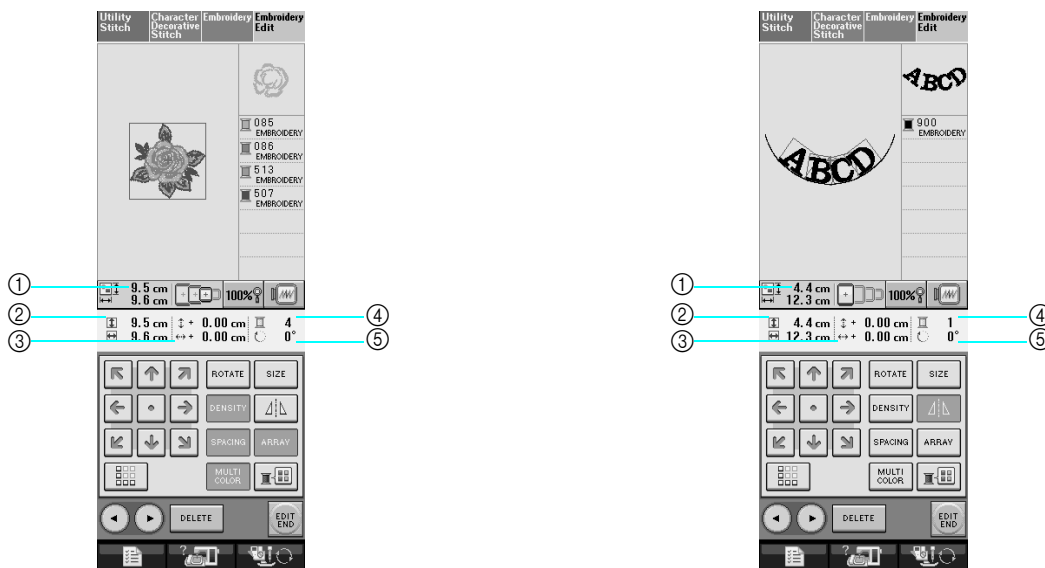 Utility Stitch
Character Decorative Stitch
Embroidery
Embroidery Edit
085
EMBROIDERY
086
EMBROIDERY
513
EMBROIDERY
507
EMBROIDERY
① 9.5 cm
9.6 cm
100%
② 9.5 cm + 0.00 cm 4 ④
③ 9.6 cm + 0.00 cm 0° ⑤
ROTATE SIZE
DENSITY
SPACING ARRAY
MULTI COLOR
DELETE
EDIT END
?
Utility Stitch
Character Decorative Stitch
Embroidery
Embroidery Edit
ABCD
900
EMBROIDERY
ABCD
① 4.4 cm
12.3 cm
100%
② 4.4 cm + 0.00 cm 1 ④
③ 12.3 cm + 0.00 cm 0° ⑤
ROTATE SIZE
DENSITY
SPACING ARRAY
MULTI COLOR
DELETE
EDIT END
?